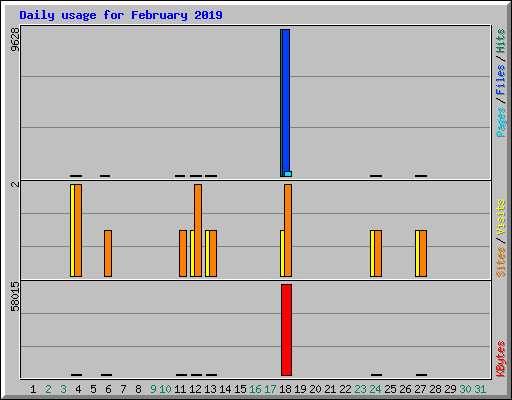 Daily usage for February 2019
9628
2
58015
Pages/Files/Hits
Sites/Visits
KBytes
1 2 3 4 5 6 7 8 9 10 11 12 13 14 15 16 17 18 19 20 21 22 23 24 25 26 27 28 29 30 31